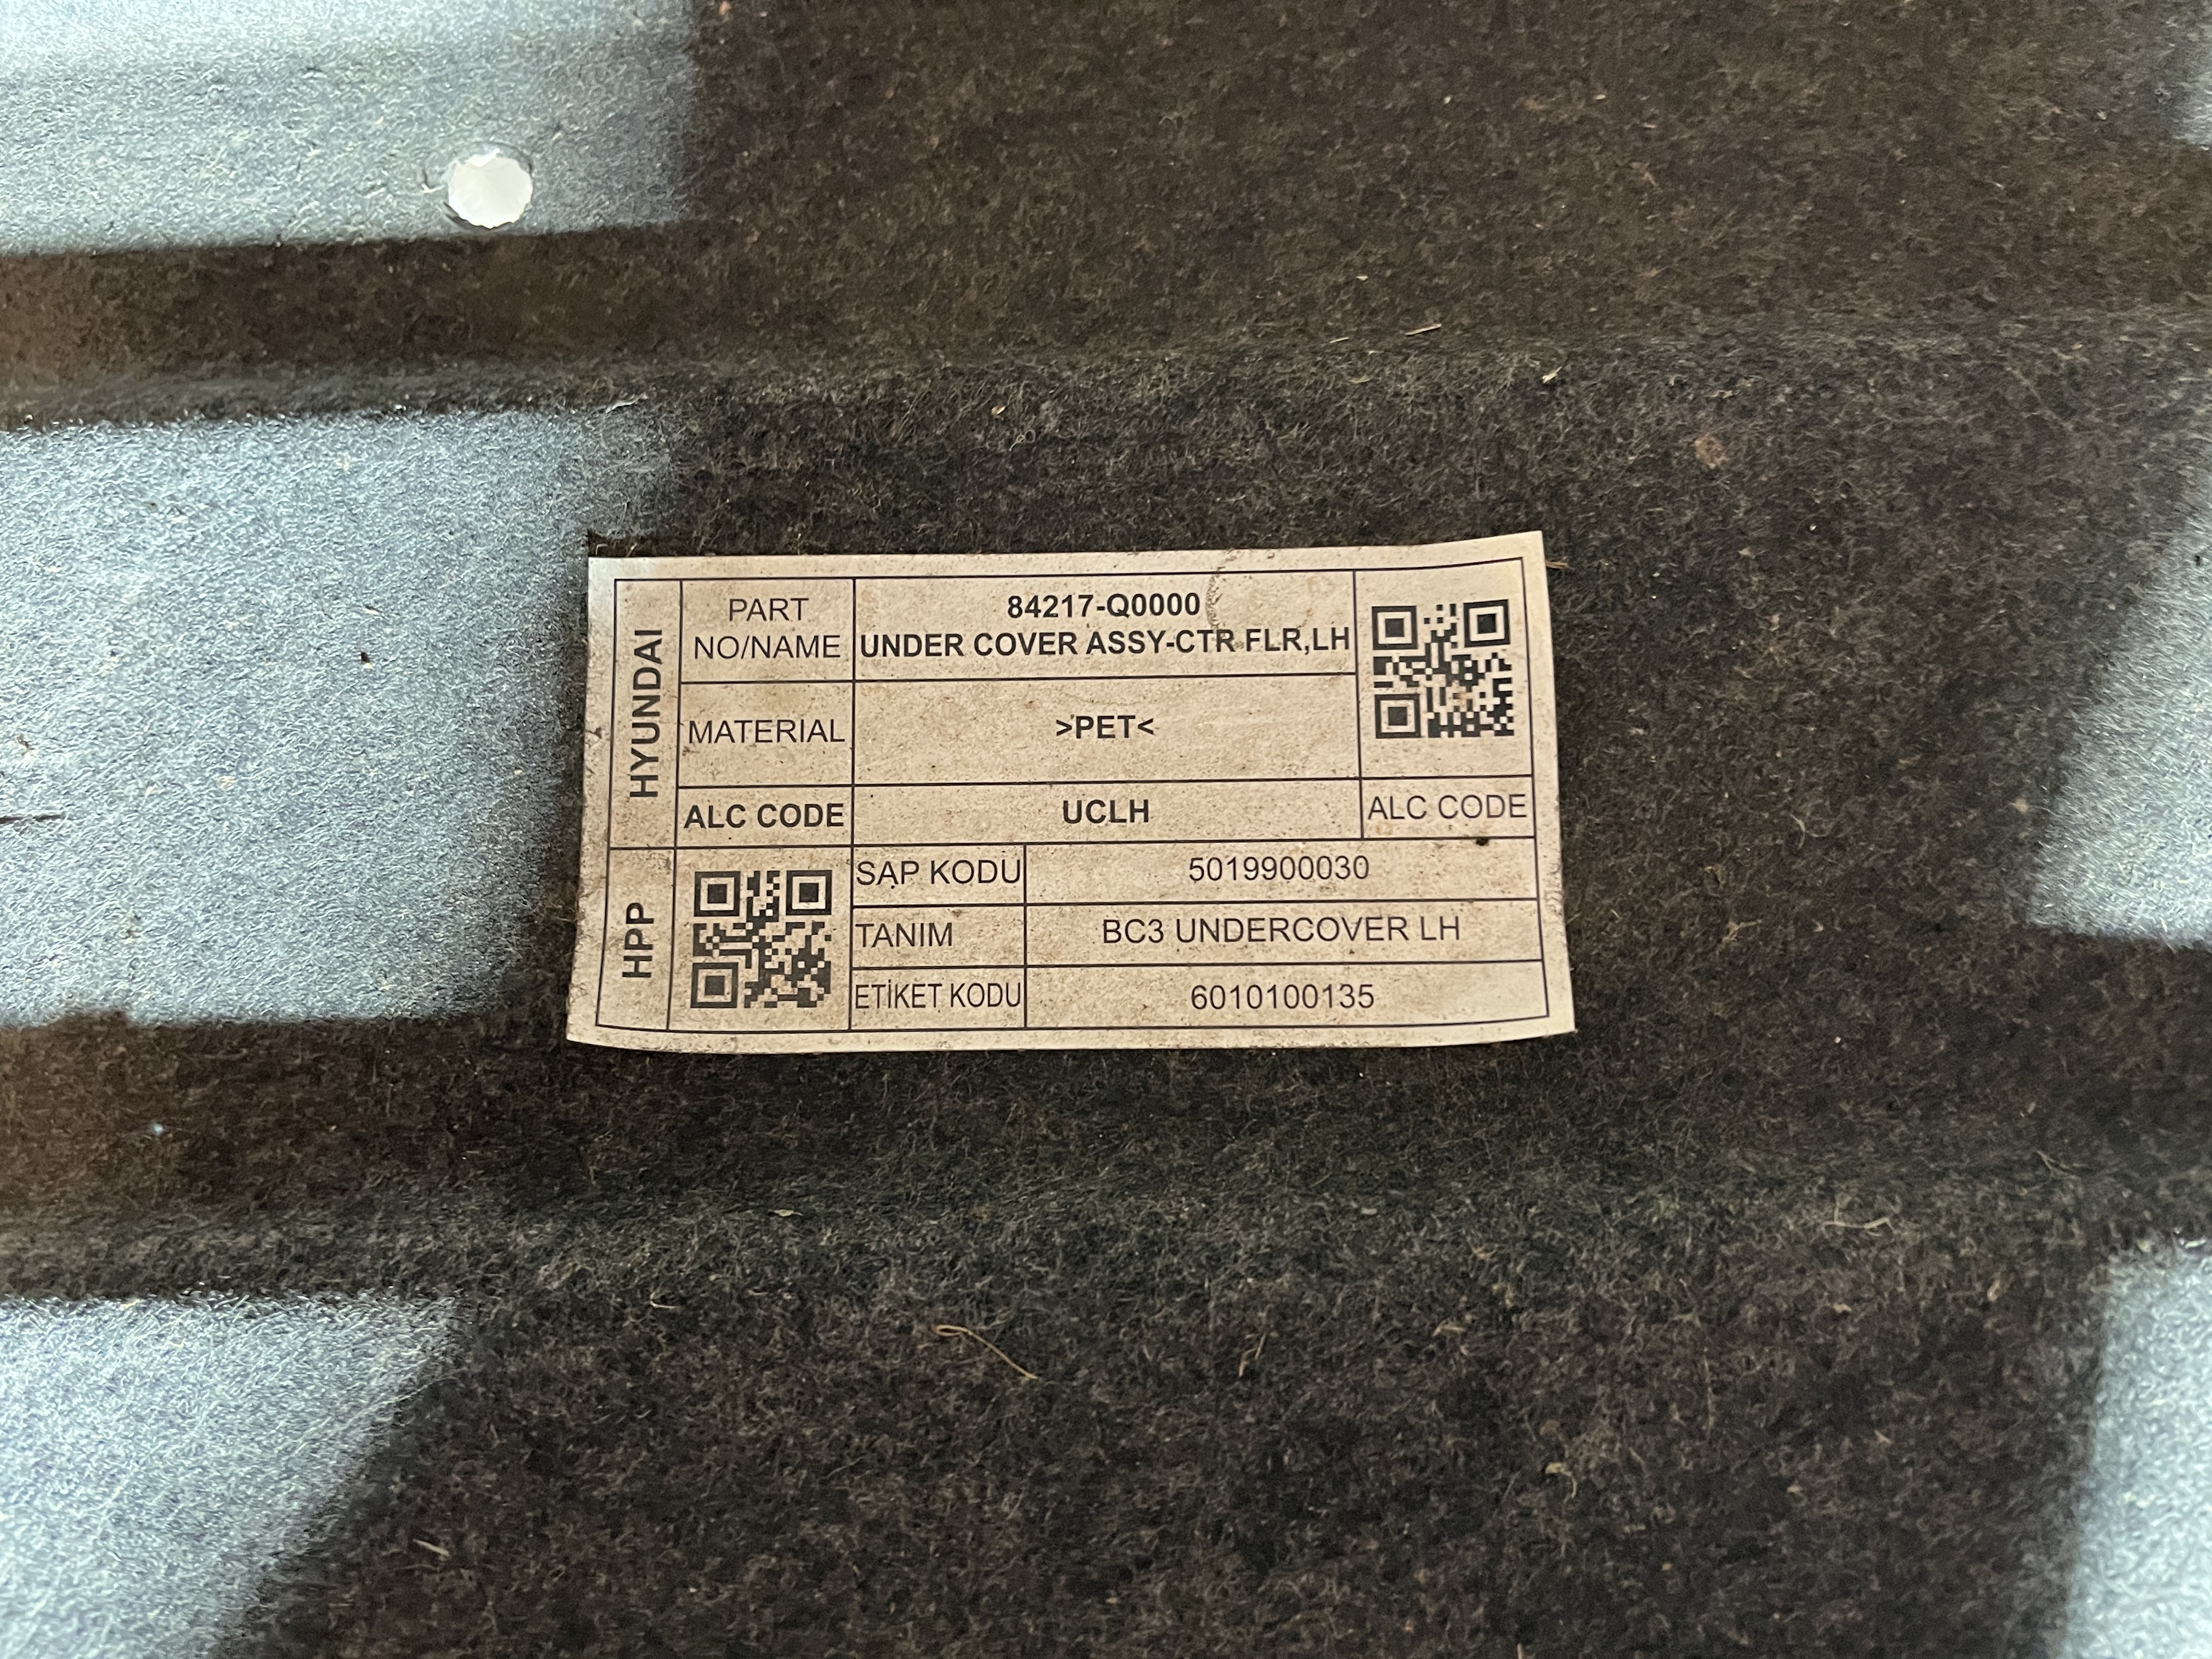 HYUNDAI
PART NO/NAME
84217-Q0000
UNDER COVER ASSY-CTR FLR,LH
MATERIAL
>PET<
ALC CODE
UCLH
ALC CODE
HPP
SAP KODU
5019900030
TANIM
BC3 UNDERCOVER LH
ETİKET KODU
6010100135